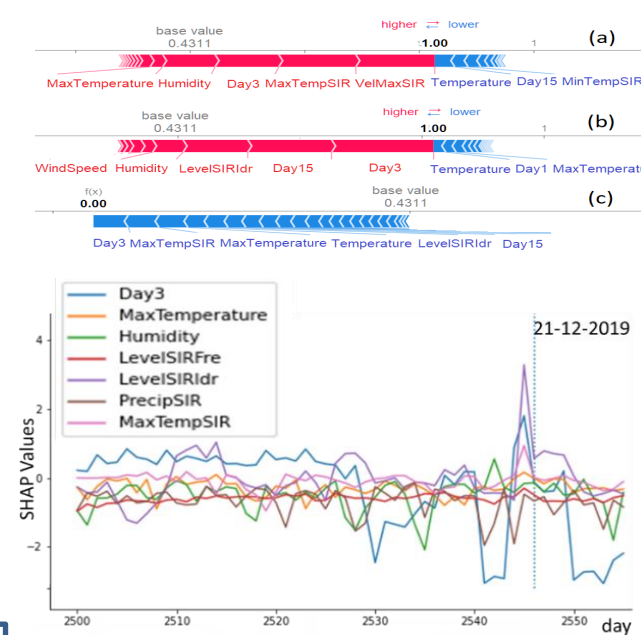 higher ⇄ lower
base value (a)
0.4311 1.00 1
MaxTemperature Humidity Day3 MaxTempSIR VelMaxSIR Temperature Day15 MinTempSIR
higher ⇄ lower
base value (b)
0.4311 1.00 1
WindSpeed Humidity LevelSIRIdr Day15 Day3 Temperature Day1 MaxTemperat
f(x) base value (c)
0.00 0.4311
Day3 MaxTempSIR MaxTemperature Temperature LevelSIRIdr Day15
Day3
MaxTemperature
Humidity
LevelSIRFre
LevelSIRIdr
PrecipSIR
MaxTempSIR
21-12-2019
SHAP Values
4
2
0
−2
2500 2510 2520 2530 2540 2550
day